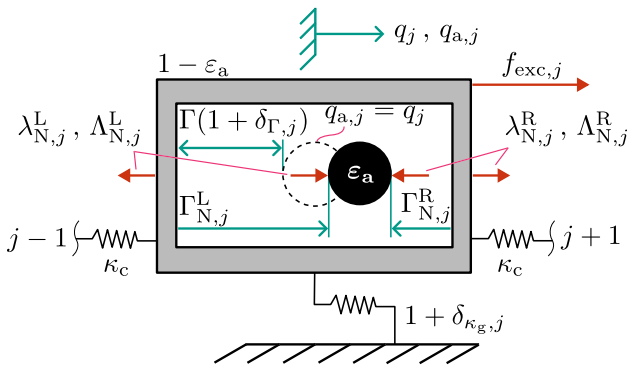 q_j , q_{a,j}
1 − ε_a
f_{exc,j}
Γ(1 + δ_{Γ,j})
q_{a,j} = q_j
λ^L_{N,j} , Λ^L_{N,j}
λ^R_{N,j} , Λ^R_{N,j}
ε_a
Γ^L_{N,j}
Γ^R_{N,j}
j − 1
j + 1
κ_c
κ_c
1 + δ_{κ_g,j}